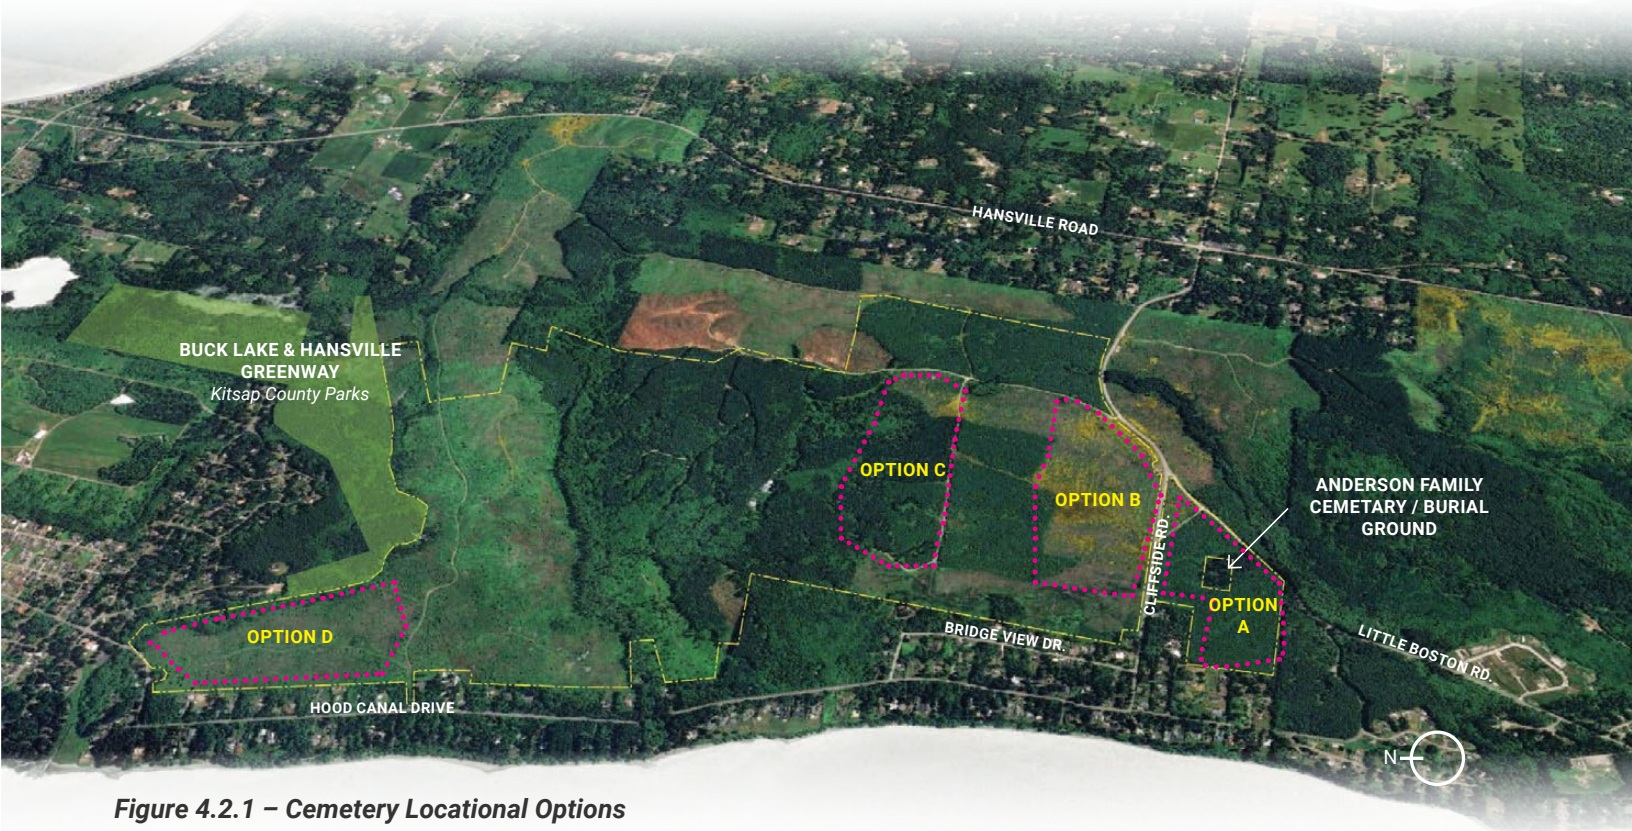 HANSVILLE ROAD
BUCK LAKE & HANSVILLE
GREENWAY
Kitsap County Parks
OPTION C
OPTION B
ANDERSON FAMILY
CEMETARY / BURIAL
GROUND
CLIFFSIDE RD.
OPTION
A
OPTION D
BRIDGE VIEW DR.
LITTLE BOSTON RD.
HOOD CANAL DRIVE
N
Figure 4.2.1 – Cemetery Locational Options